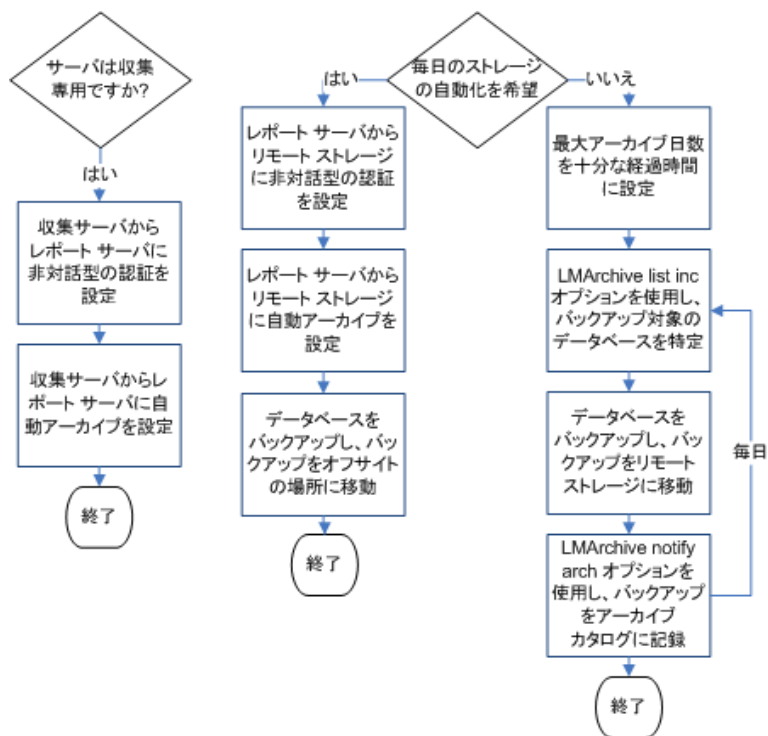 サーバは収集
専用ですか?
はい
収集サーバから
レポート サーバに
非対話型の認証を
設定
収集サーバからレ
ポート サーバに自
動アーカイブを設定
終了
毎日のストレージ
の自動化を希望
はい
レポート サーバから
リモート ストレージ
に非対話型の認証
を設定
レポート サーバから
リモート ストレージ
に自動アーカイブを
設定
データベースを
バックアップし、バッ
クアップをオフサイト
の場所に移動
終了
いいえ
最大アーカイブ日数
を十分な経過時間
に設定
LMArchive list inc
オプションを使用し、
バックアップ対象の
データベースを特定
データベースを
バックアップし、バッ
クアップをリモート
ストレージに移動
毎日
LMArchive notify
arch オプションを
使用し、バックアップ
をアーカイブ
カタログに記録
終了